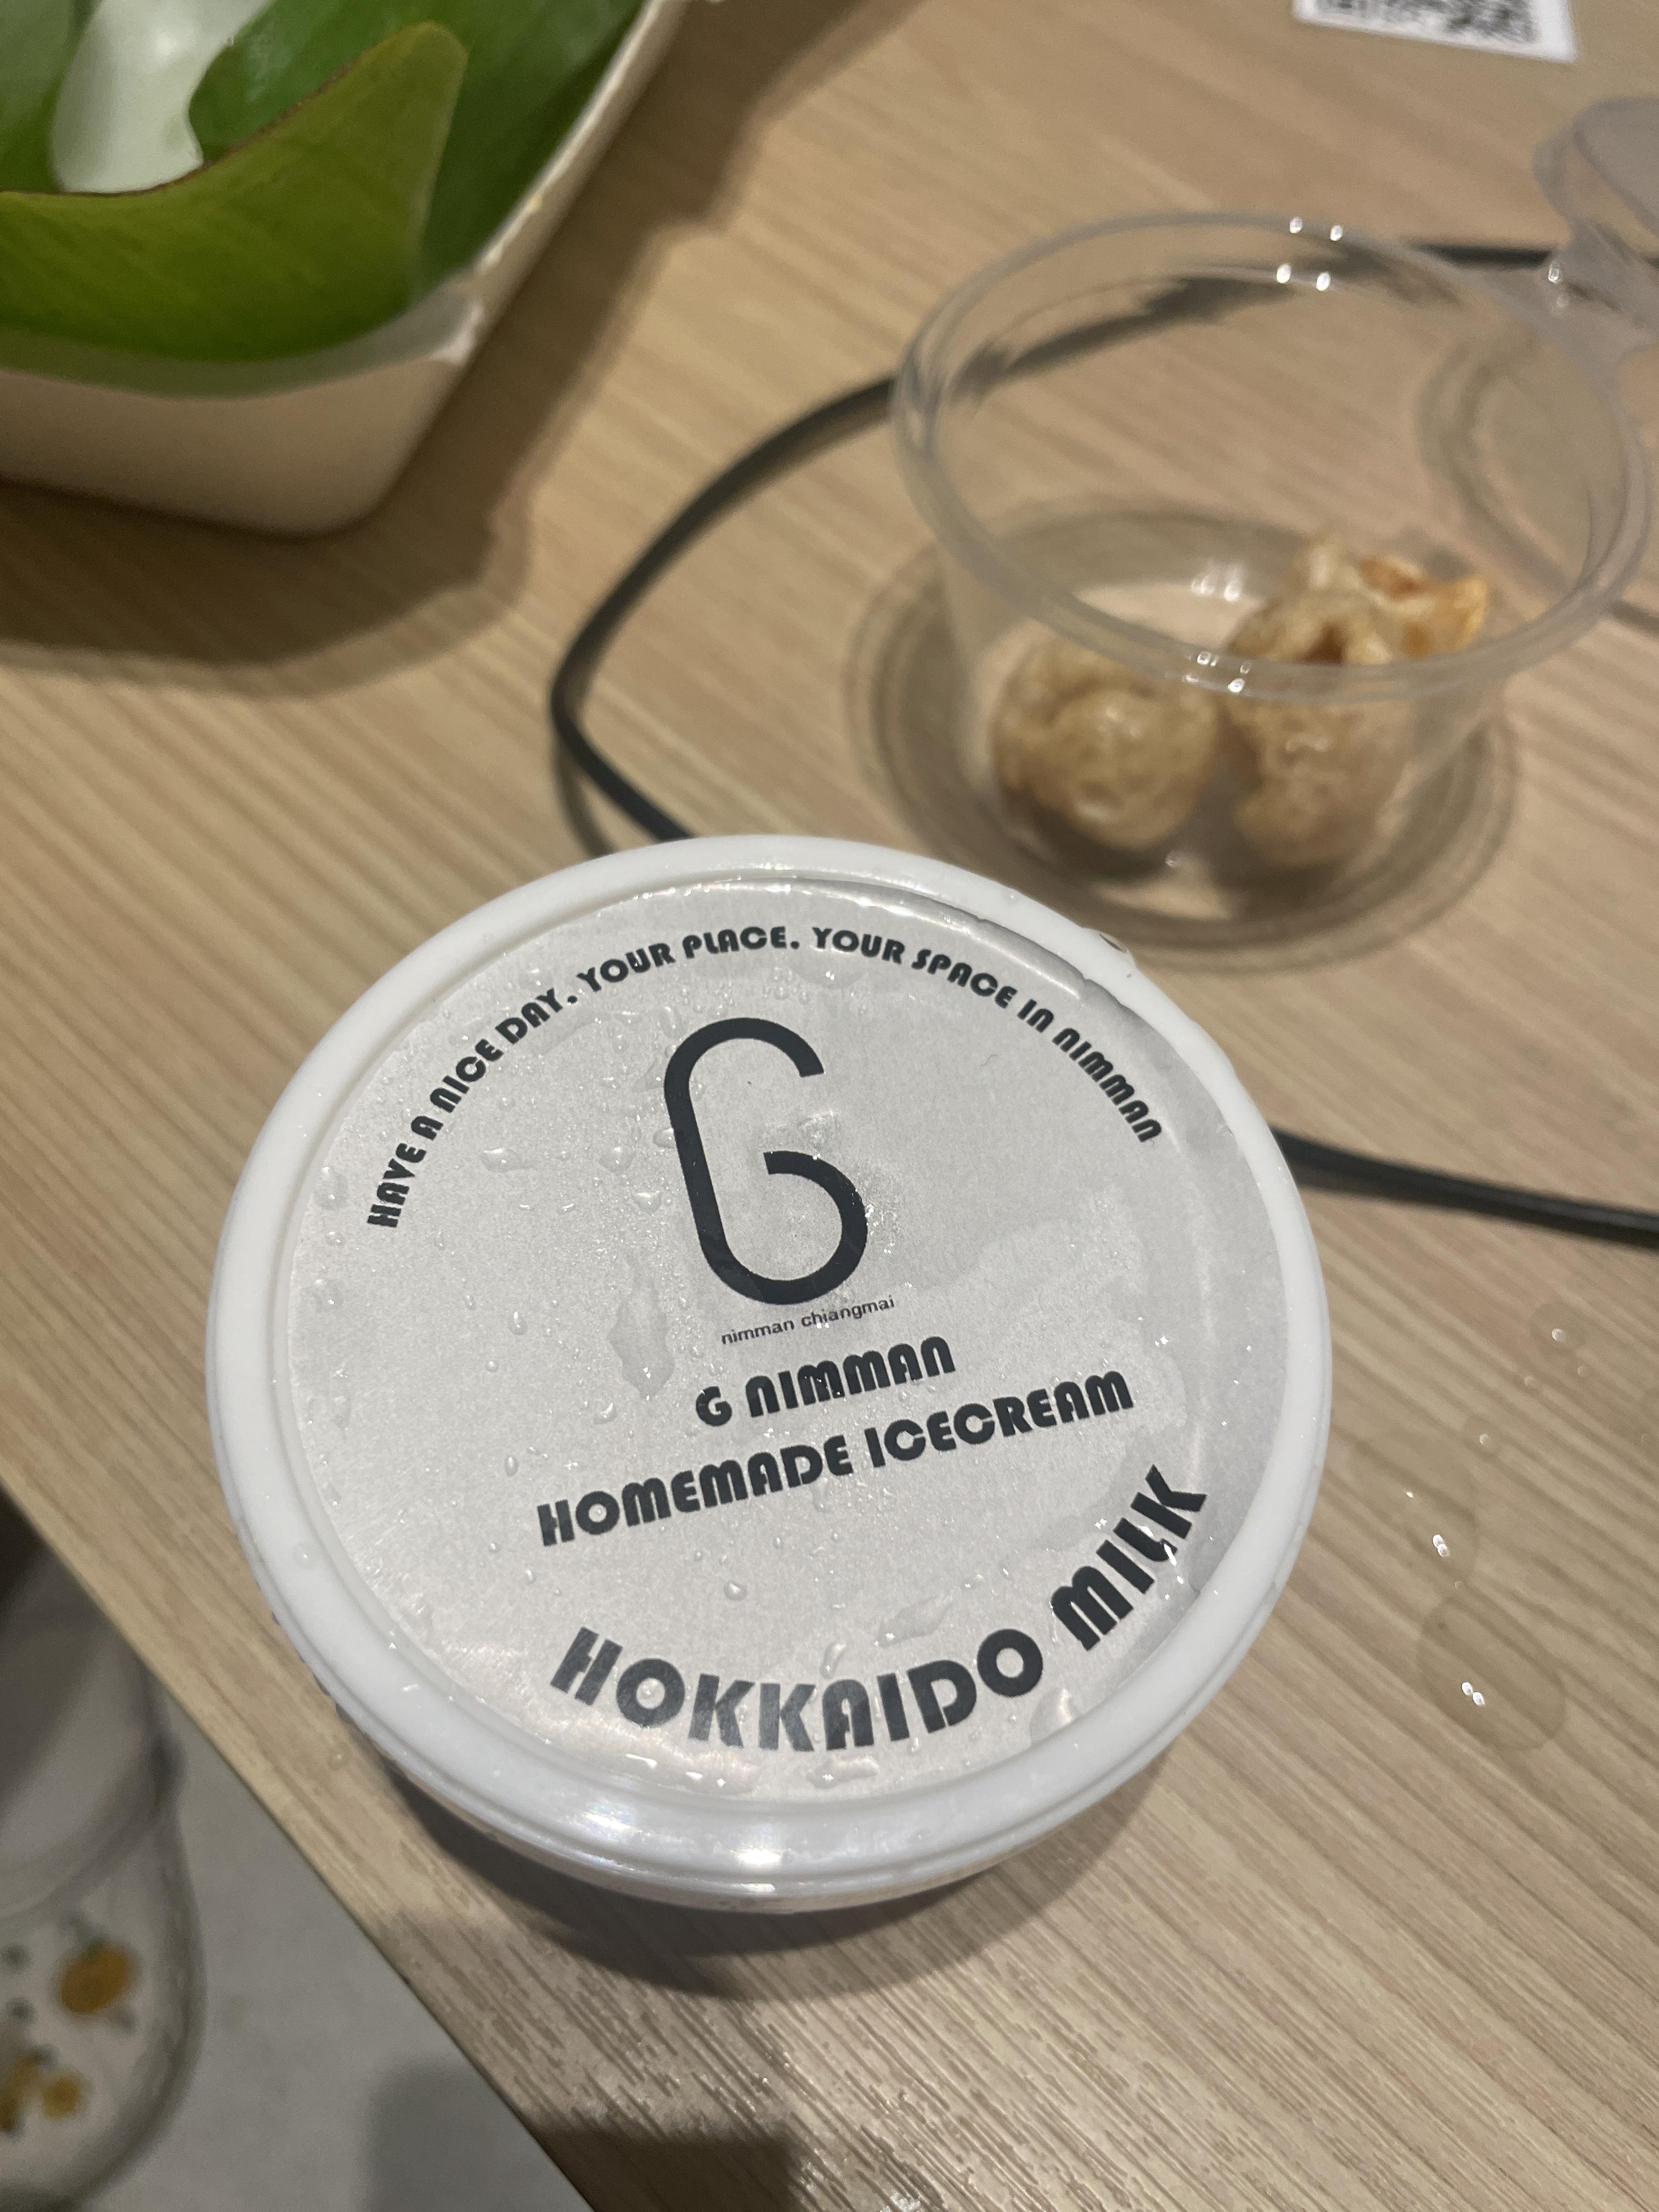 HAVE A NICE DAY. YOUR PLACE. YOUR SPACE IN NIMMAN
G
nimman chiangmai
G NIMMAN
HOMEMADE ICECREAM
HOKKAIDO MILK